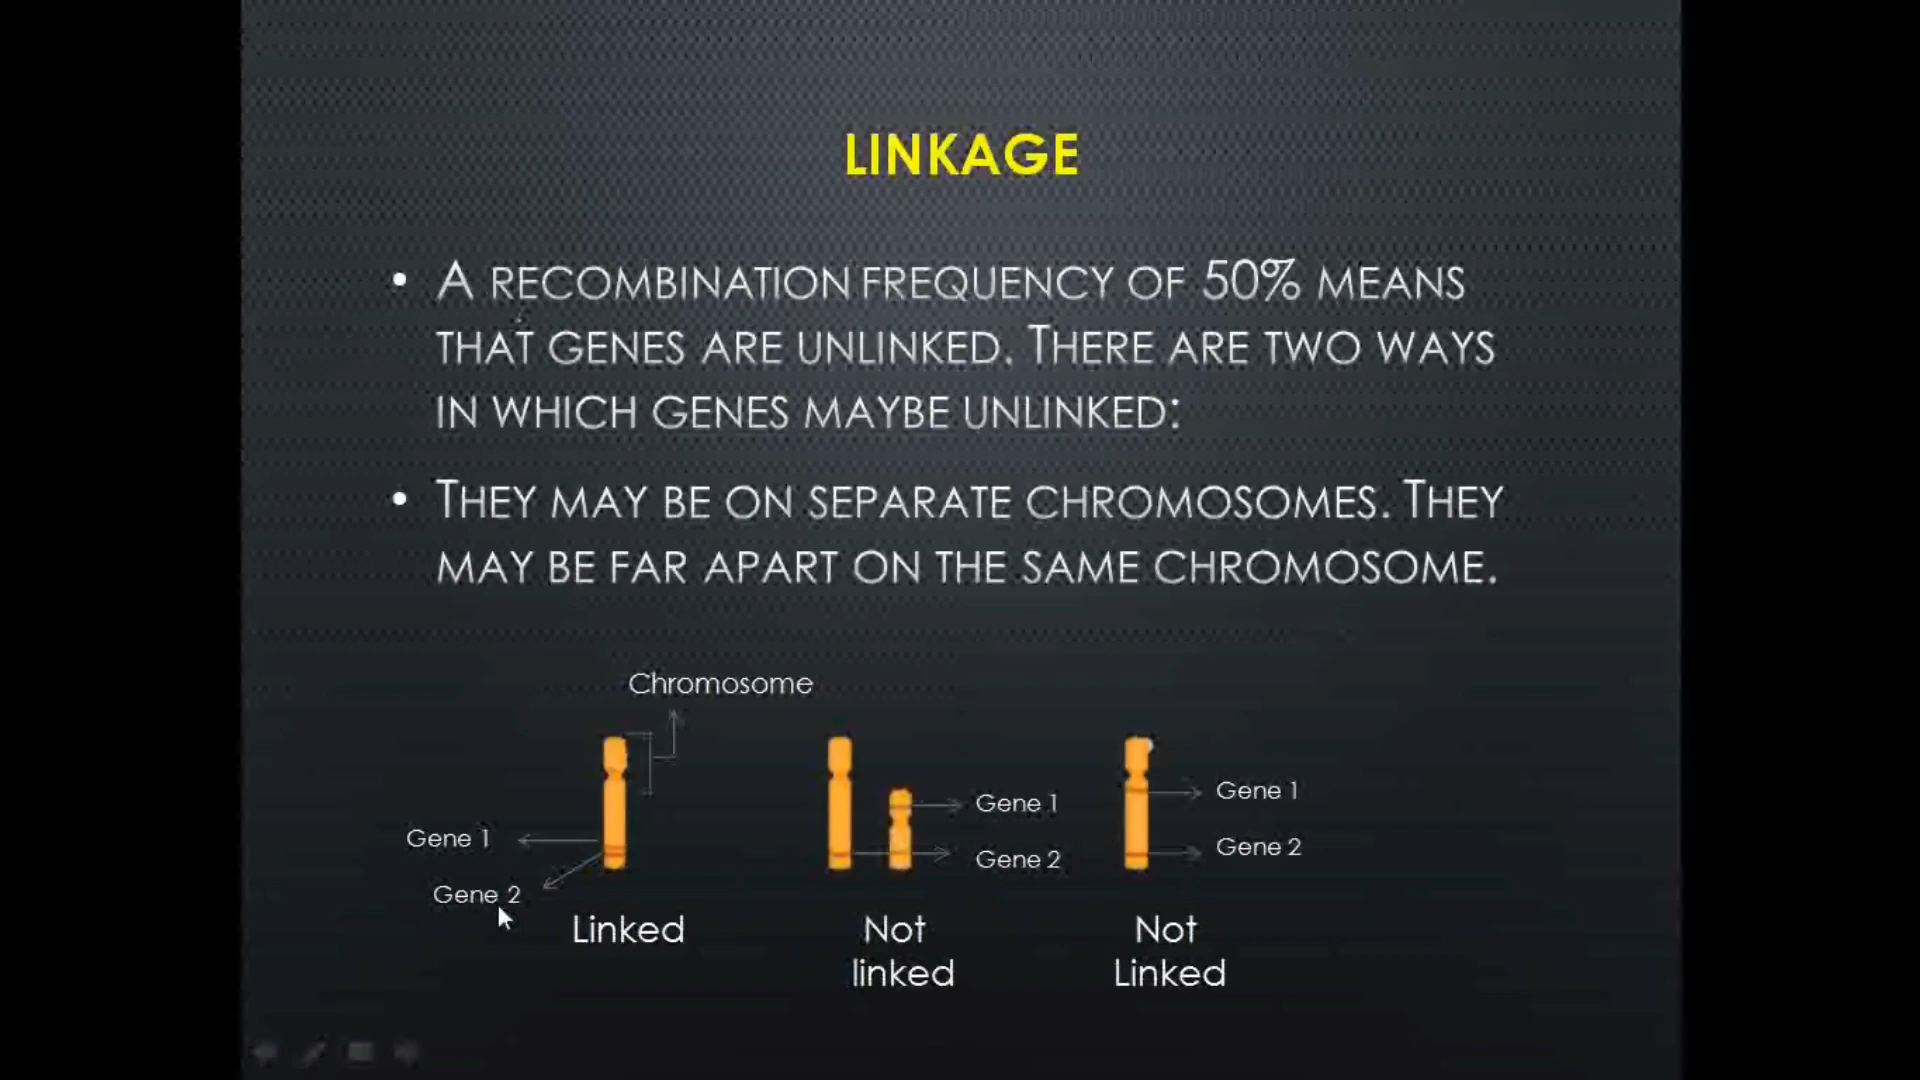 LINKAGE
• A RECOMBINATION FREQUENCY OF 50% MEANS
THAT GENES ARE UNLINKED. THERE ARE TWO WAYS
IN WHICH GENES MAYBE UNLINKED:
• THEY MAY BE ON SEPARATE CHROMOSOMES. THEY
MAY BE FAR APART ON THE SAME CHROMOSOME.
Chromosome
Gene 1
Gene 2
Linked
Gene 1
Gene 2
Not
linked
Gene 1
Gene 2
Not
Linked